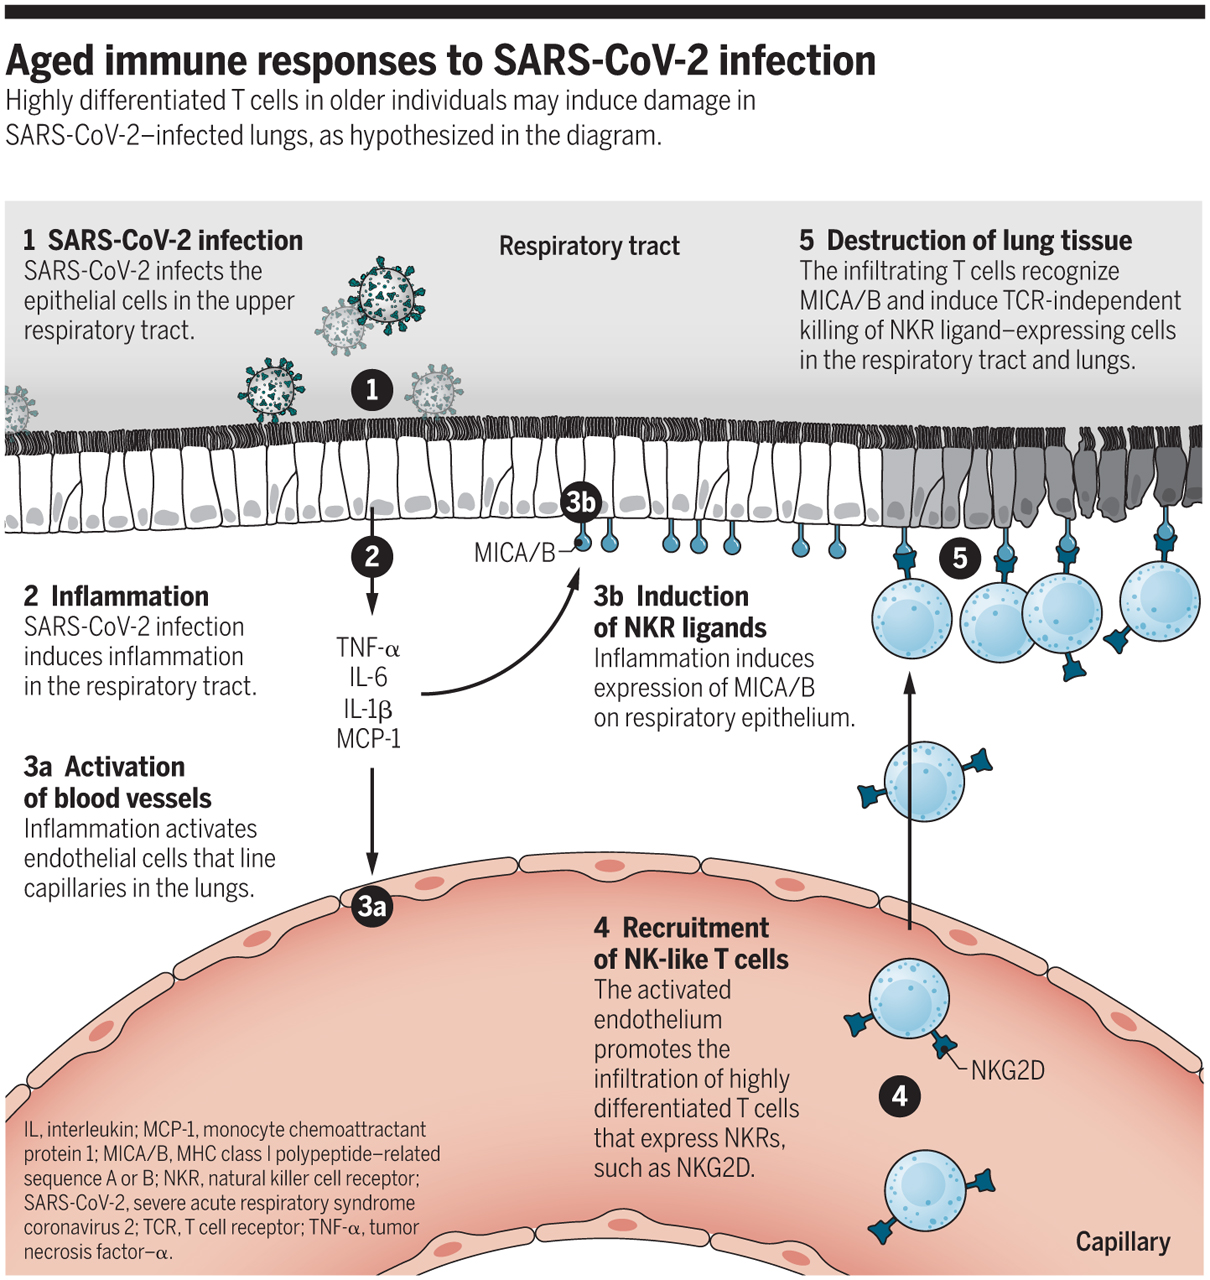 Aged immune responses to SARS-CoV-2 infection
Highly differentiated T cells in older individuals may induce damage in
SARS-CoV-2–infected lungs, as hypothesized in the diagram.
1 SARS-CoV-2 infection
SARS-CoV-2 infects the
epithelial cells in the upper
respiratory tract.
Respiratory tract
5 Destruction of lung tissue
The infiltrating T cells recognize
MICA/B and induce TCR-independent
killing of NKR ligand–expressing cells
in the respiratory tract and lungs.
1
3b
2
MICA/B
5
2 Inflammation
SARS-CoV-2 infection
induces inflammation
in the respiratory tract.
TNF-α
IL-6
IL-1β
MCP-1
3b Induction
of NKR ligands
Inflammation induces
expression of MICA/B
on respiratory epithelium.
3a Activation
of blood vessels
Inflammation activates
endothelial cells that line
capillaries in the lungs.
3a
4 Recruitment
of NK-like T cells
The activated
endothelium
promotes the
infiltration of highly
differentiated T cells
that express NKRs,
such as NKG2D.
NKG2D
4
IL, interleukin; MCP-1, monocyte chemoattractant
protein 1; MICA/B, MHC class I polypeptide–related
sequence A or B; NKR, natural killer cell receptor;
SARS-CoV-2, severe acute respiratory syndrome
coronavirus 2; TCR, T cell receptor; TNF-α, tumor
necrosis factor–α.
Capillary